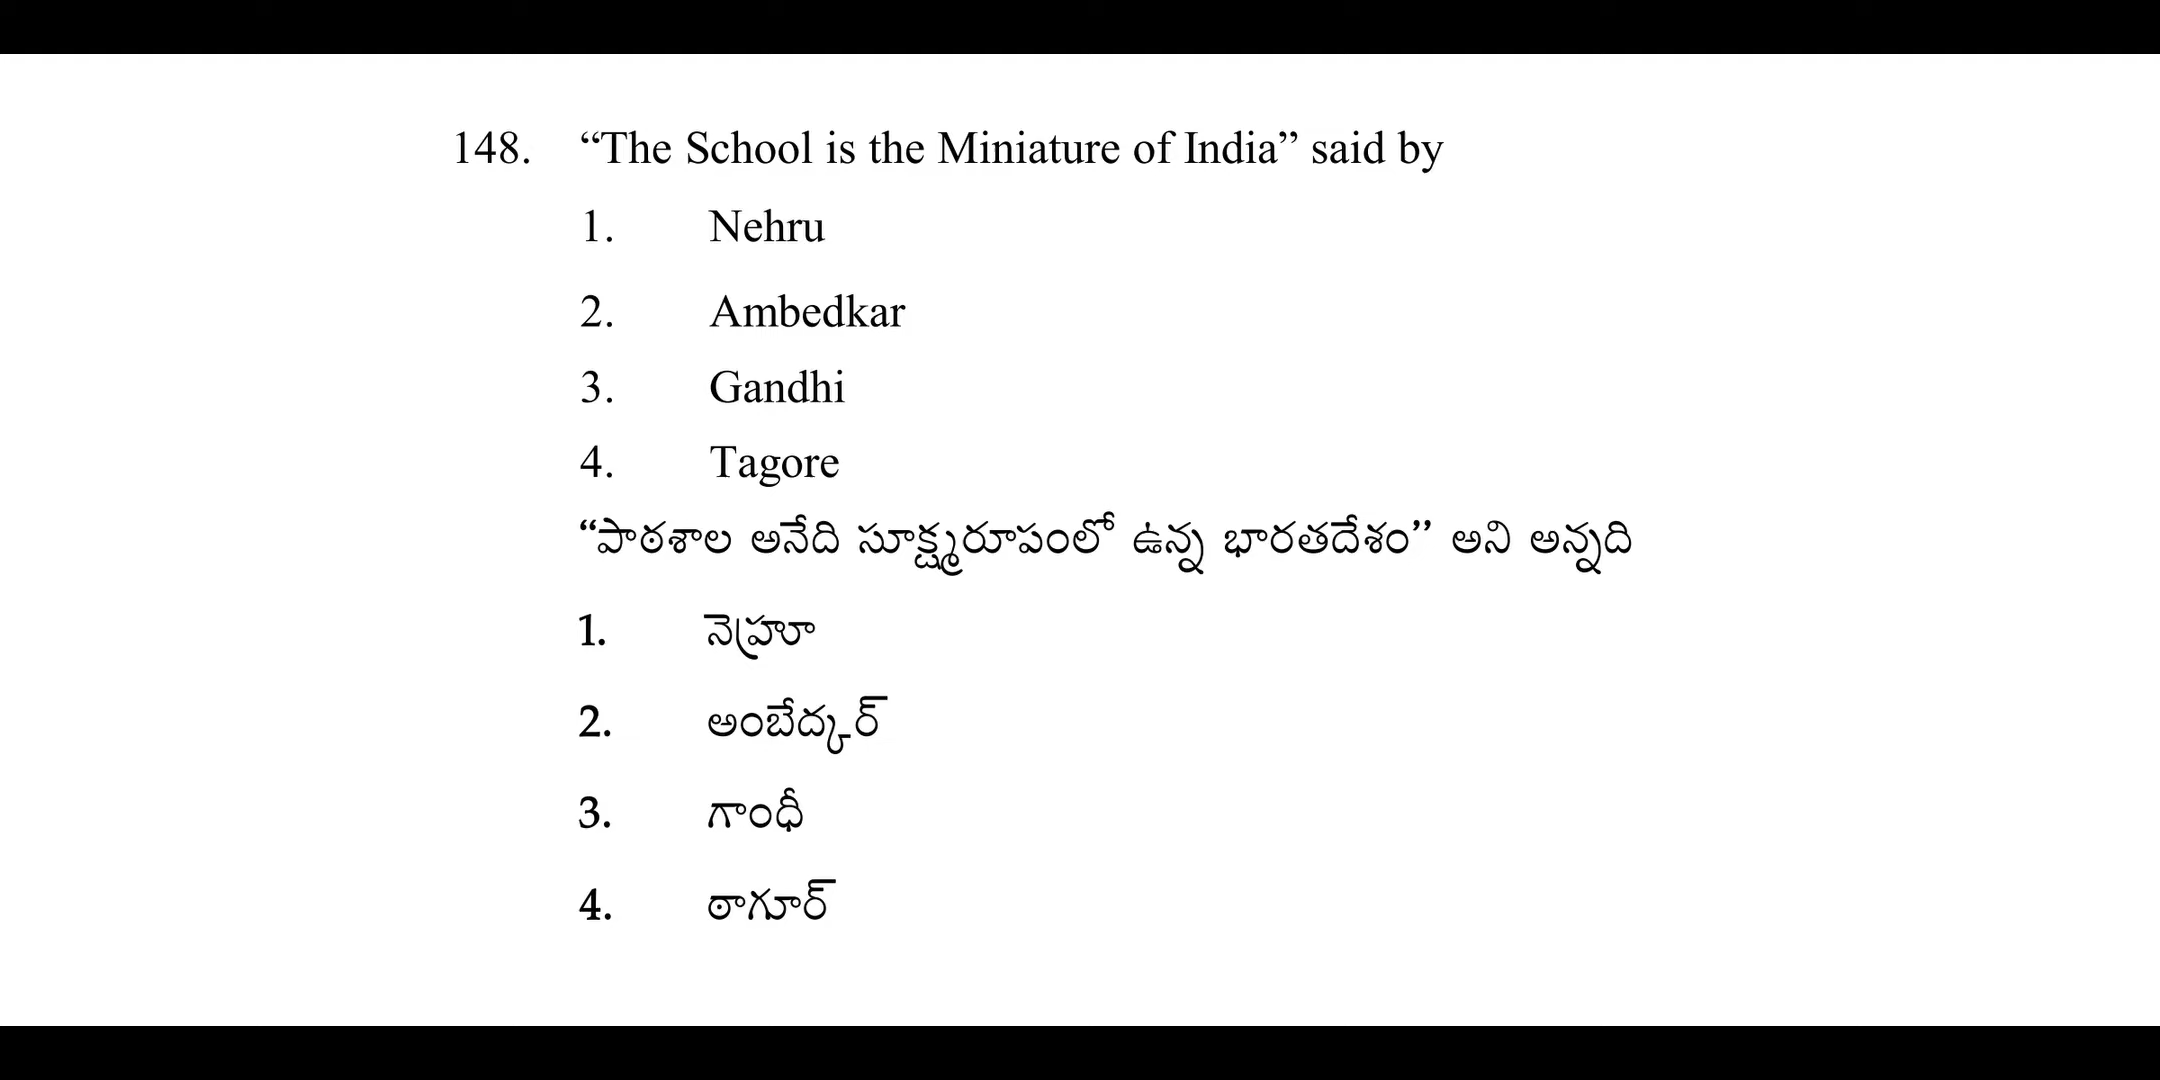 148. “The School is the Miniature of India” said by
1. Nehru
2. Ambedkar
3. Gandhi
4. Tagore
“పాఠశాల అనేది సూక్ష్మరూపంలో ఉన్న భారతదేశం” అని అన్నది
1. నెహ్రూ
2. అంబేద్కర్
3. గాంధీ
4. ఠాగూర్